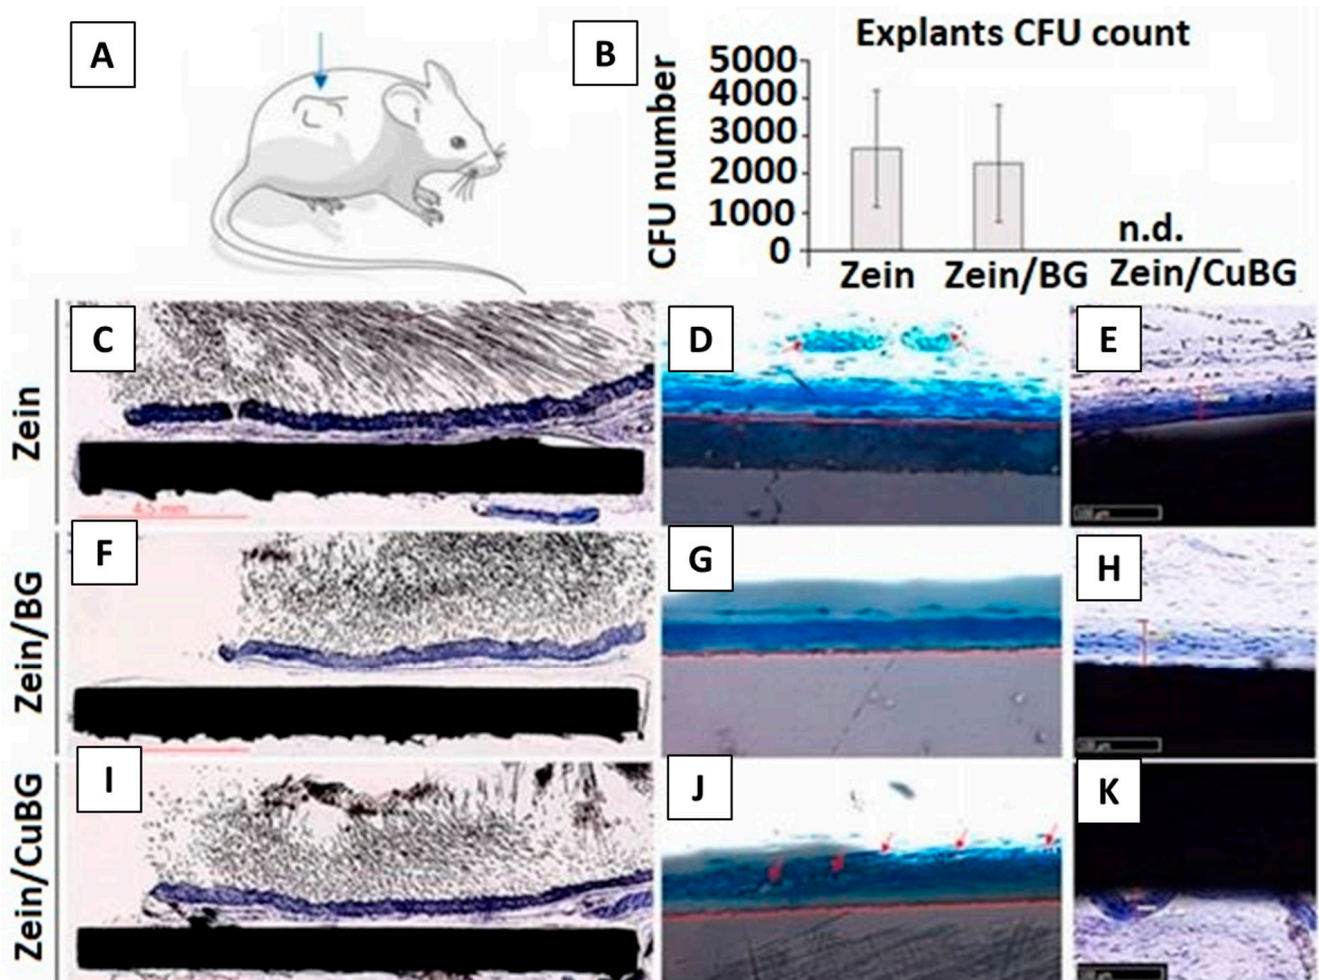 A
B
Explants CFU count
CFU number
5000
4000
3000
2000
1000
0
n.d.
Zein
Zein/BG
Zein/CuBG
Zein
C
D
E
4.5 mm
Zein/BG
F
G
H
Zein/CuBG
I
J
K